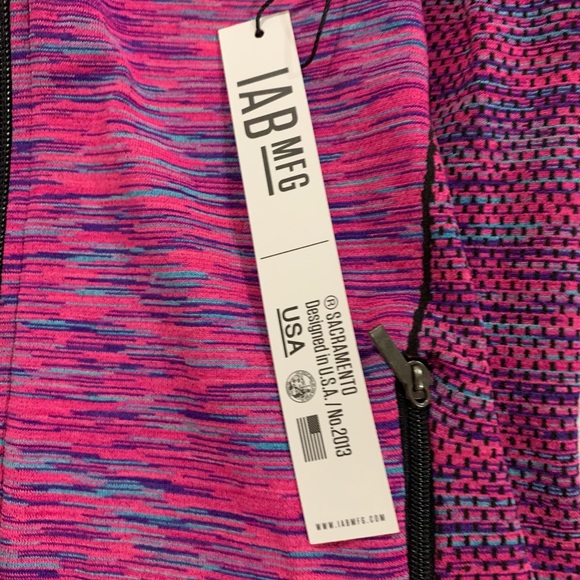 IAB
MFG
® SACRAMENTO
Designed in U.S.A. / No.2013
USA
WWW.IABMFG.COM